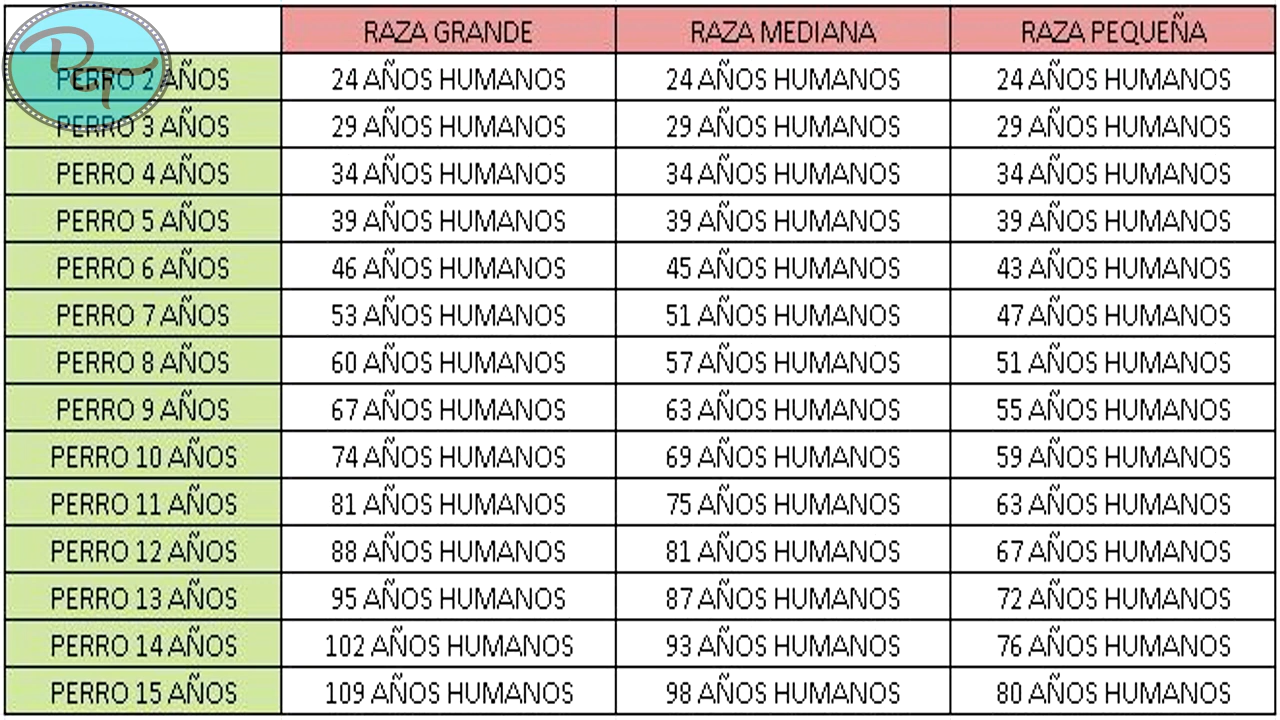 RAZA GRANDE RAZA MEDIANA RAZA PEQUEÑA
PERRO 2 AÑOS 24 AÑOS HUMANOS 24 AÑOS HUMANOS 24 AÑOS HUMANOS
PERRO 3 AÑOS 29 AÑOS HUMANOS 29 AÑOS HUMANOS 29 AÑOS HUMANOS
PERRO 4 AÑOS 34 AÑOS HUMANOS 34 AÑOS HUMANOS 34 AÑOS HUMANOS
PERRO 5 AÑOS 39 AÑOS HUMANOS 39 AÑOS HUMANOS 39 AÑOS HUMANOS
PERRO 6 AÑOS 46 AÑOS HUMANOS 45 AÑOS HUMANOS 43 AÑOS HUMANOS
PERRO 7 AÑOS 53 AÑOS HUMANOS 51 AÑOS HUMANOS 47 AÑOS HUMANOS
PERRO 8 AÑOS 60 AÑOS HUMANOS 57 AÑOS HUMANOS 51 AÑOS HUMANOS
PERRO 9 AÑOS 67 AÑOS HUMANOS 63 AÑOS HUMANOS 55 AÑOS HUMANOS
PERRO 10 AÑOS 74 AÑOS HUMANOS 69 AÑOS HUMANOS 59 AÑOS HUMANOS
PERRO 11 AÑOS 81 AÑOS HUMANOS 75 AÑOS HUMANOS 63 AÑOS HUMANOS
PERRO 12 AÑOS 88 AÑOS HUMANOS 81 AÑOS HUMANOS 67 AÑOS HUMANOS
PERRO 13 AÑOS 95 AÑOS HUMANOS 87 AÑOS HUMANOS 72 AÑOS HUMANOS
PERRO 14 AÑOS 102 AÑOS HUMANOS 93 AÑOS HUMANOS 76 AÑOS HUMANOS
PERRO 15 AÑOS 109 AÑOS HUMANOS 98 AÑOS HUMANOS 80 AÑOS HUMANOS